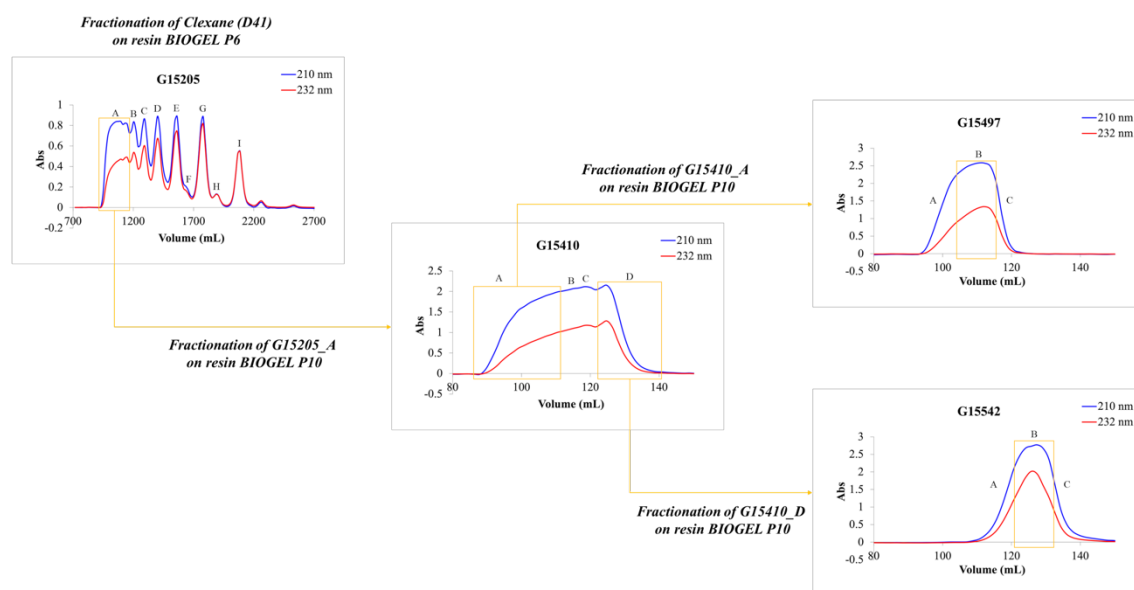 Fractionation of Clexane (D41)
on resin BIOGEL P6
G15205
210 nm
232 nm
A B C D E G
F H I
1
0.8
0.6
0.4
0.2
0
-0.2
Abs
700 1200 1700 2200 2700
Volume (mL)
Fractionation of G15205_A
on resin BIOGEL P10
Fractionation of G15410_A
on resin BIOGEL P10
G15410
210 nm
232 nm
A B C D
2.5
2
1.5
1
0.5
0
-0.5
Abs
80 100 120 140
Volume (mL)
Fractionation of G15410_D
on resin BIOGEL P10
G15497
210 nm
232 nm
B
A C
3
2.5
2
1.5
1
0.5
0
-0.5
Abs
80 100 120 140
Volume (mL)
G15542
210 nm
232 nm
B
A C
3
2.5
2
1.5
1
0.5
0
-0.5
Abs
80 100 120 140
Volume (mL)